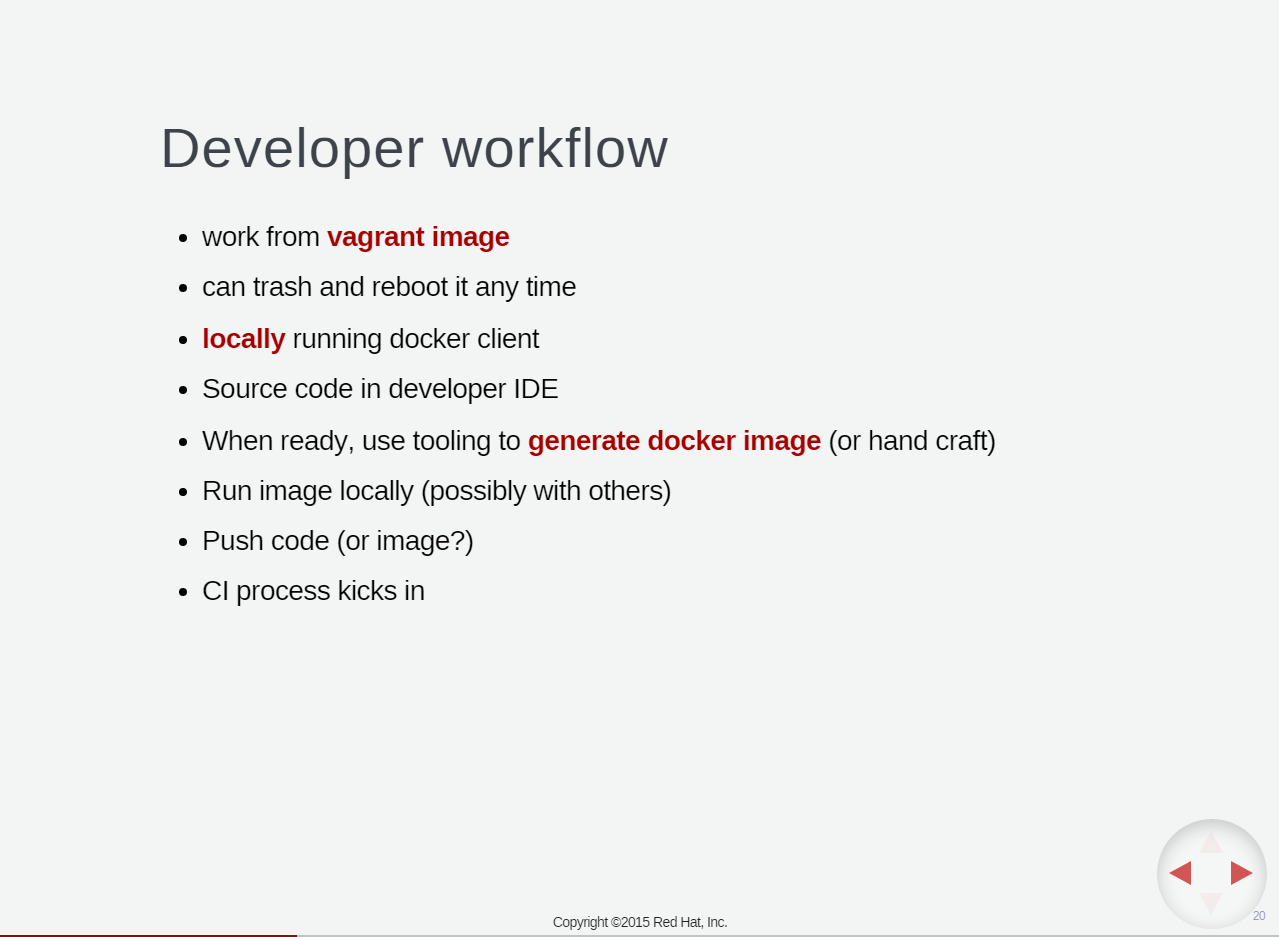 Developer workflow
work from vagrant image
can trash and reboot it any time
locally running docker client
Source code in developer IDE
When ready, use tooling to generate docker image (or hand craft)
Run image locally (possibly with others)
Push code (or image?)
CI process kicks in
20
Copyright ©2015 Red Hat, Inc.